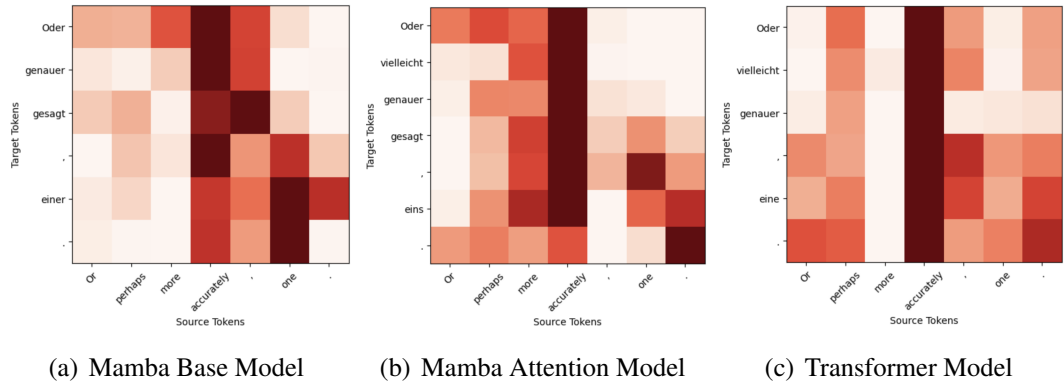 Target Tokens
Oder
genauer
gesagt
,
einer
.
Or
perhaps
more
accurately
,
one
.
Source Tokens
(a) Mamba Base Model
Target Tokens
Oder
vielleicht
genauer
gesagt
,
eins
.
Or
perhaps
more
accurately
,
one
.
Source Tokens
(b) Mamba Attention Model
Target Tokens
Oder
vielleicht
genauer
,
eine
.
Or
perhaps
more
accurately
,
one
.
Source Tokens
(c) Transformer Model